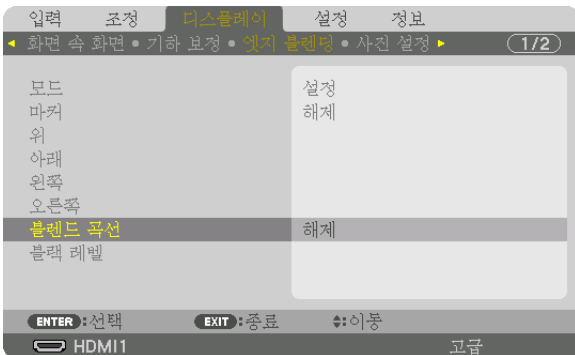 입력 조정 디스플레이 설정 정보
◀ 화면 속 화면 • 기하 보정 • 엣지 블렌딩 • 사진 설정 ▶ 1/2
모드 설정
마커 해제
위
아래
왼쪽
오른쪽
블렌드 곡선 해제
블랙 레벨
ENTER :선택 EXIT :종료 ♦:이동
HDMI1 고급